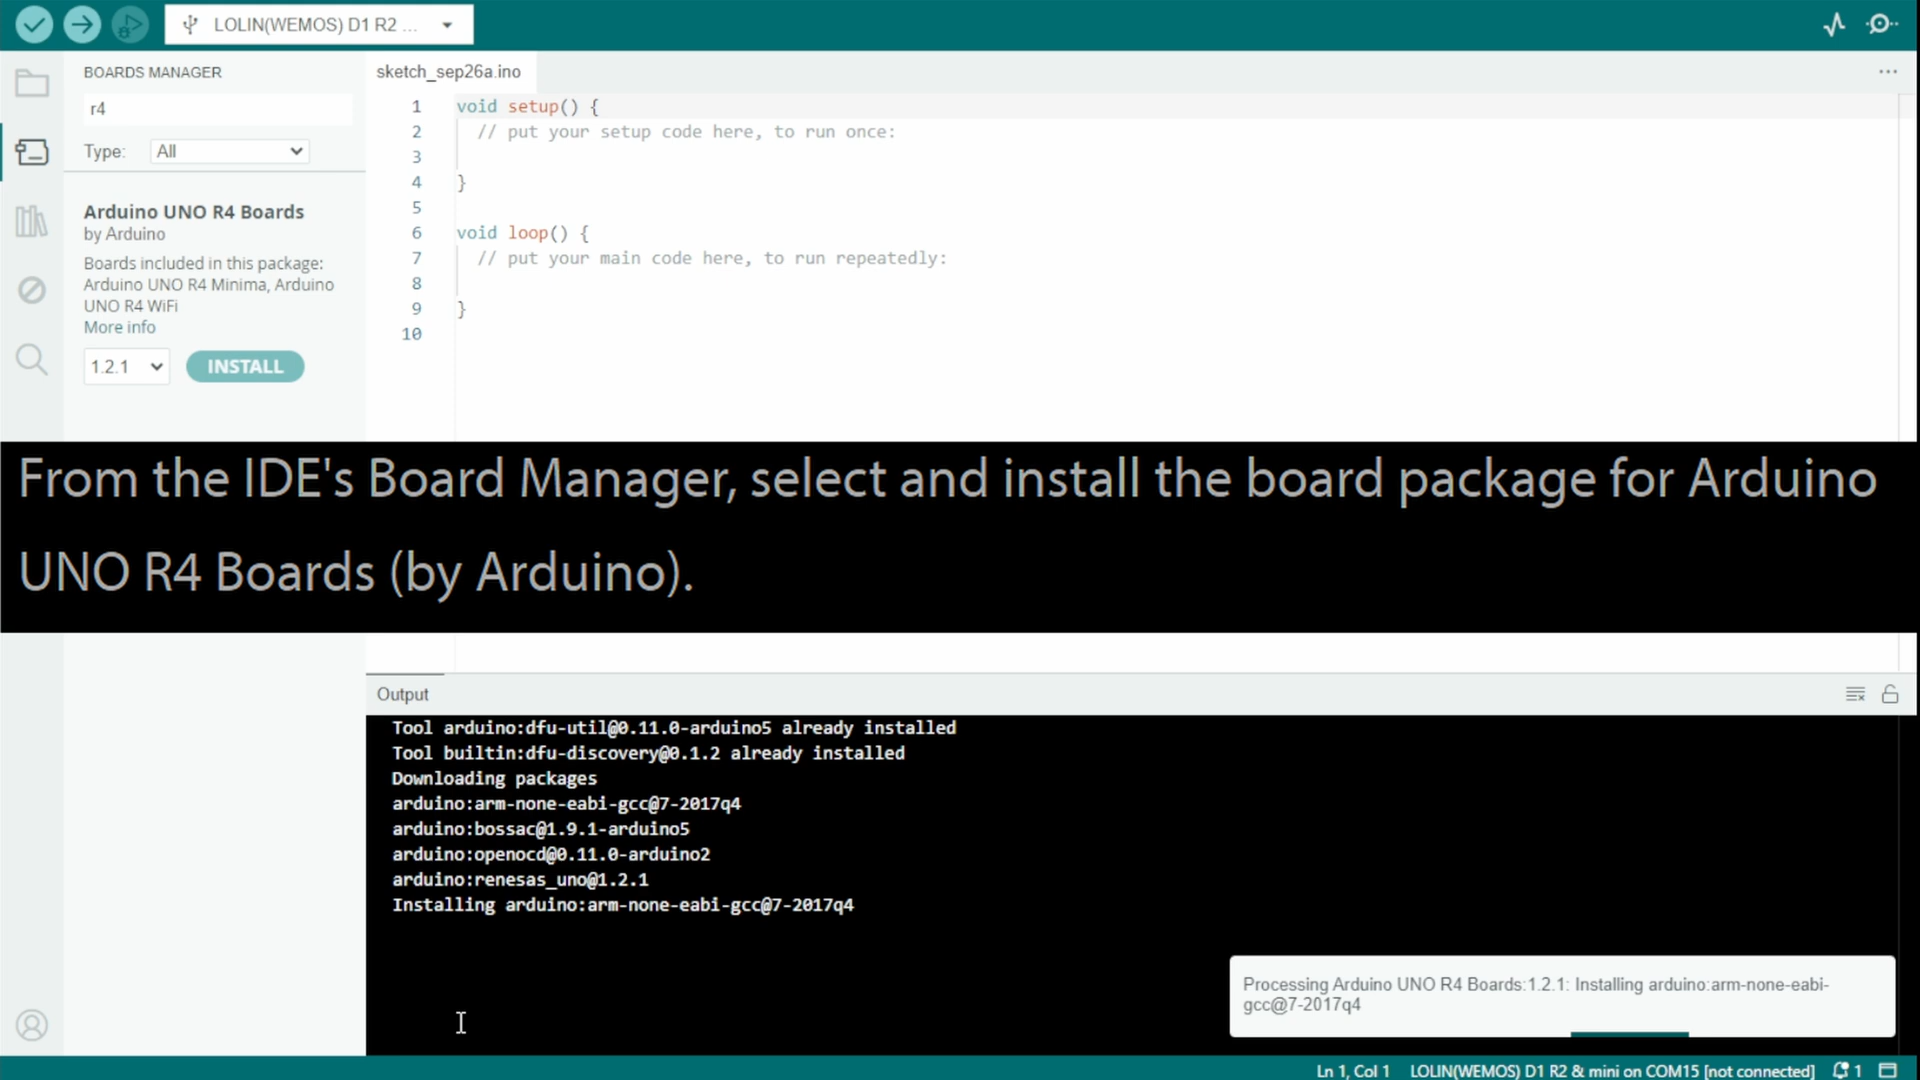 LOLIN(WEMOS) D1 R2 ...
BOARDS MANAGER
r4
Type: All
Arduino UNO R4 Boards
by Arduino
Boards included in this package:
Arduino UNO R4 Minima, Arduino
UNO R4 WiFi
More info
1.2.1 INSTALL
sketch_sep26a.ino
1 void setup() {
2 // put your setup code here, to run once:
3
4 }
5
6 void loop() {
7 // put your main code here, to run repeatedly:
8
9 }
10
From the IDE's Board Manager, select and install the board package for Arduino
UNO R4 Boards (by Arduino).
Output
Tool arduino:dfu-util@0.11.0-arduino5 already installed
Tool builtin:dfu-discovery@0.1.2 already installed
Downloading packages
arduino:arm-none-eabi-gcc@7-2017q4
arduino:bossac@1.9.1-arduino5
arduino:openocd@0.11.0-arduino2
arduino:renesas_uno@1.2.1
Installing arduino:arm-none-eabi-gcc@7-2017q4
Processing Arduino UNO R4 Boards:1.2.1: Installing arduino:arm-none-eabi-
gcc@7-2017q4
Ln 1, Col 1 LOLIN(WEMOS) D1 R2 & mini on COM15 [not connected] 1